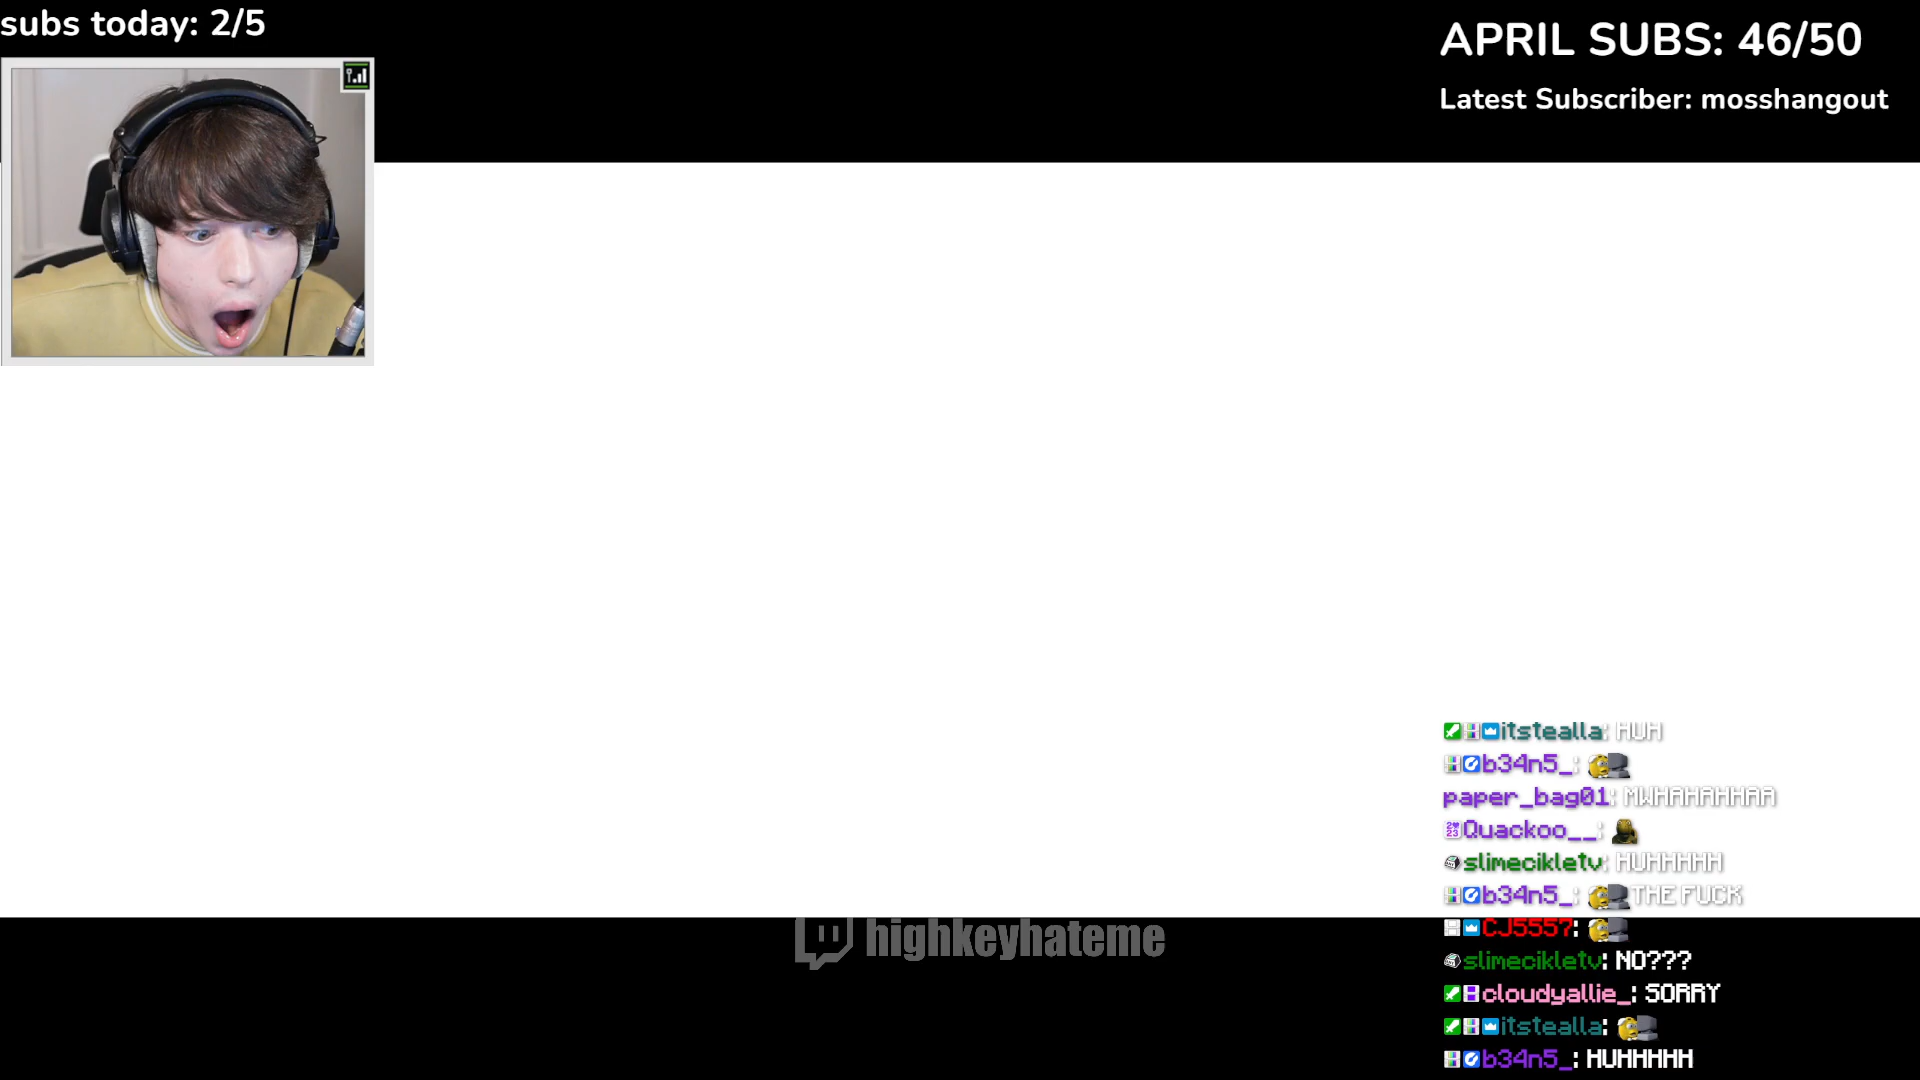 subs today: 2/5
APRIL SUBS: 46/50
Latest Subscriber: mosshangout
itstealla: HUH
b34n5_:
paper_bag01: MWHAHAHHAA
Quackoo__:
slimecikletv: HUHHHHH
b34n5_: THE FUCK
CJ555?:
slimecikletv: NO???
cloudyallie_: SORRY
itstealla:
b34n5_: HUHHHHH
highkeyhateme